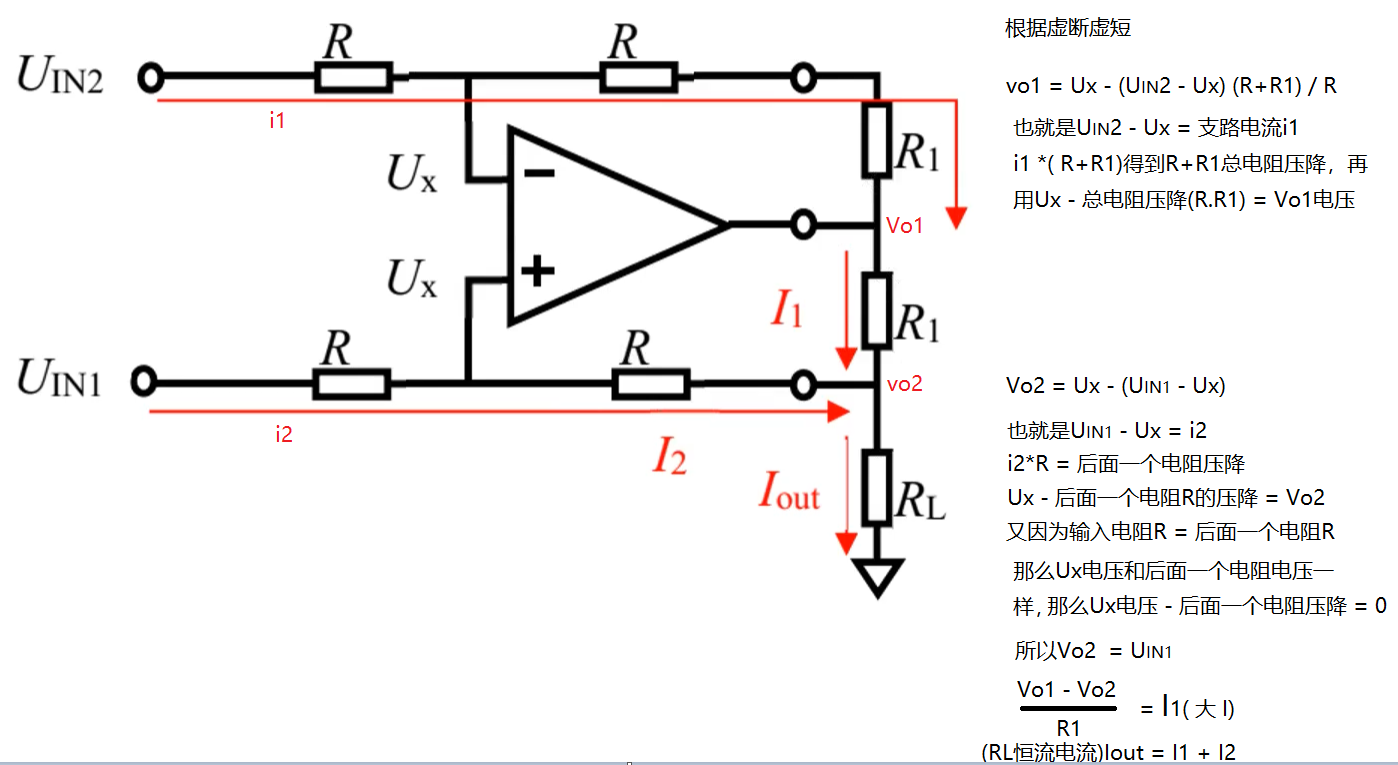 R
R
UIN2
i1
R1
Ux
Vo1
Ux
I1
R1
R
R
UIN1
vo2
i2
I2
Iout
RL
根据虚断虚短
vo1 = Ux - (UIN2 - Ux) (R+R1) / R
也就是UIN2 - Ux = 支路电流i1
i1 *( R+R1)得到R+R1总电阻压降，再
用Ux - 总电阻压降(R.R1) = Vo1电压
Vo2 = Ux - (UIN1 - Ux)
也就是UIN1 - Ux = i2
i2*R = 后面一个电阻压降
Ux - 后面一个电阻R的压降 = Vo2
又因为输入电阻R = 后面一个电阻R
那么Ux电压和后面一个电阻电压一
样, 那么Ux电压 - 后面一个电阻压降 = 0
所以Vo2 = UIN1
Vo1 - Vo2
= I1( 大 I)
R1
(RL恒流电流)Iout = I1 + I2